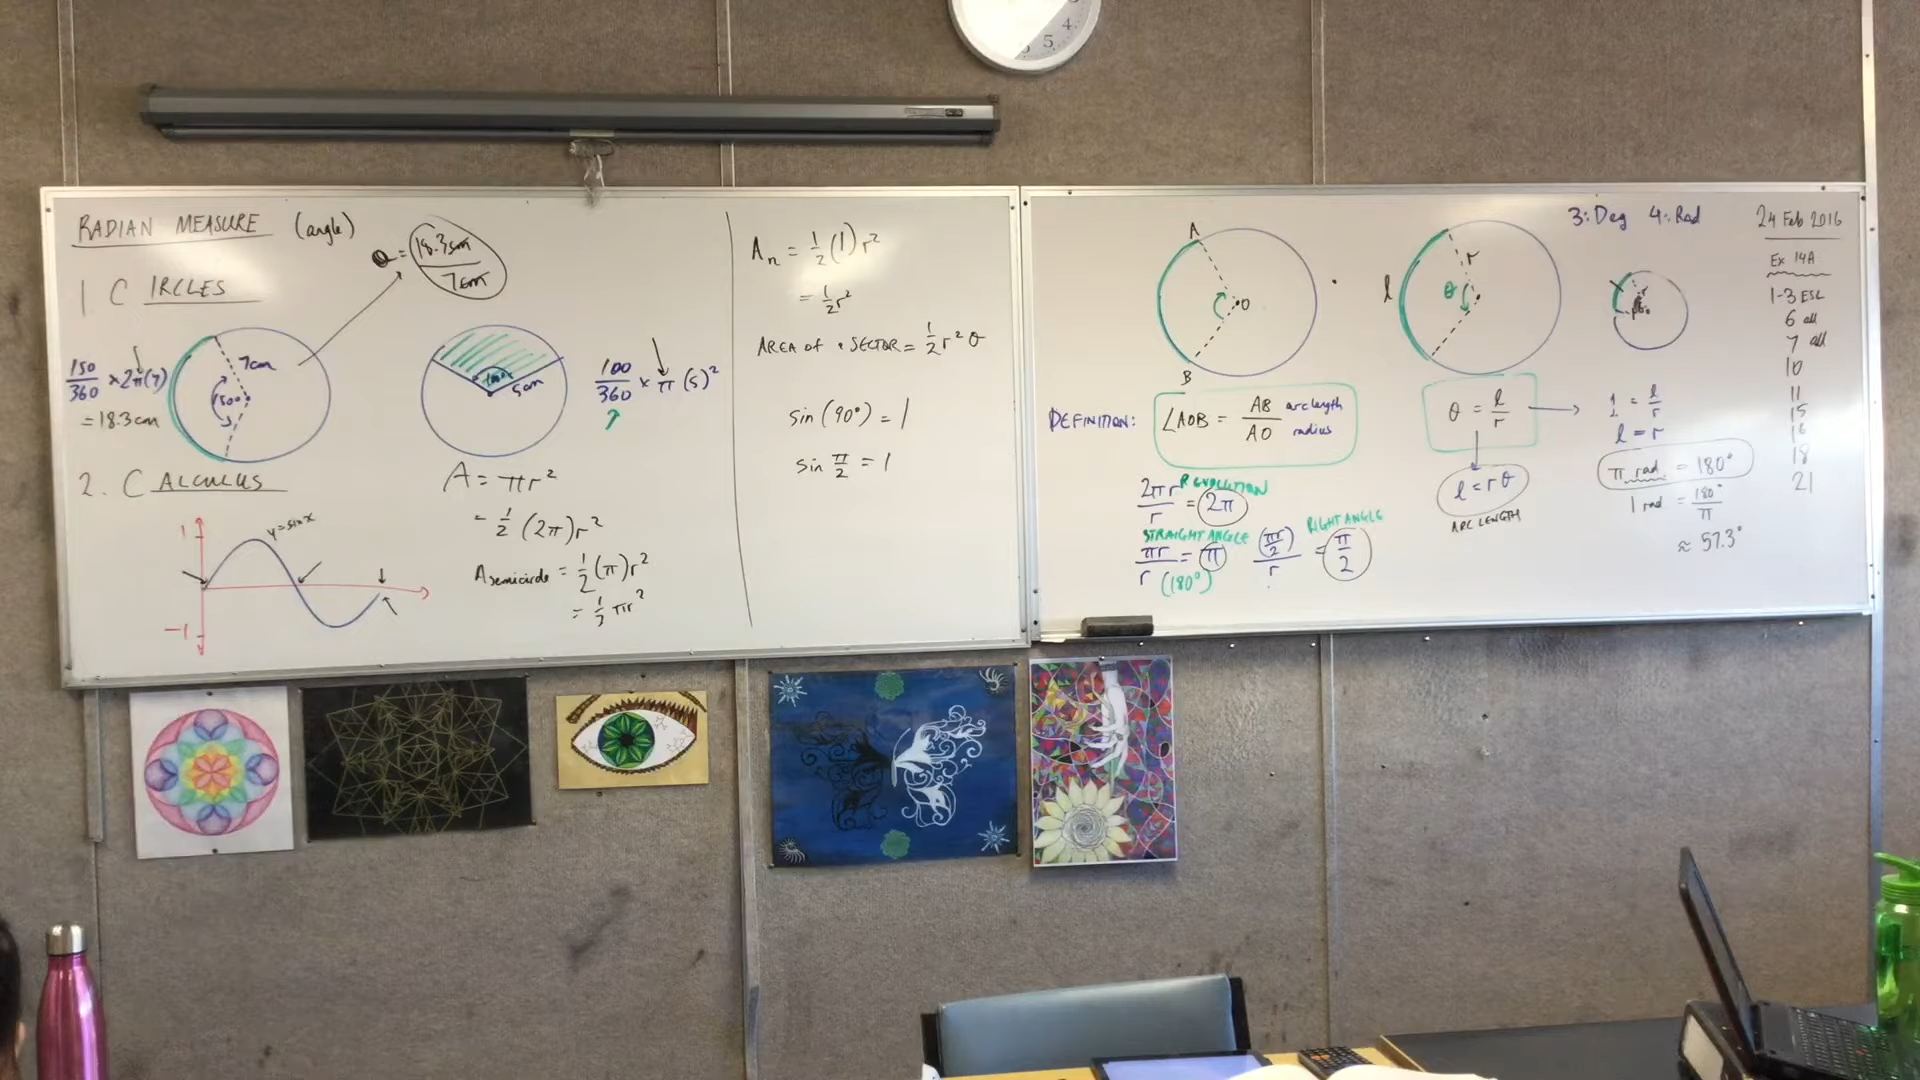 RADIAN MEASURE (angle)
θ = 18.3cm / 7cm
1. CIRCLES
7cm
150°
150/360 × 2π(7)
= 18.3cm
5cm
100/360 × π(5)²
2. CALCULUS
1
y = sin x
-1
A = πr²
= 1/2 (2π) r²
A semicircle = 1/2 (π) r²
= 1/2 πr²
= 1/2 (1) r²
= 1/2 r²
AREA OF SECTOR = 1/2 r² θ
sin (90°) = 1
sin π/2 = 1
A
O
B
DEFINITION: ∠AOB = AB / AO arc length / radius
2πr / r = 2π REVOLUTION
STRAIGHT ANGLE
πr / r = π
(180°)
RIGHT ANGLE
(πr/2) / r = π/2
l
r
θ
θ = l / r
l = rθ
ARC LENGTH
3: Deg 4: Rad
r
= l / r
l = r
π rad = 180°
1 rad = 180° / π
≈ 57.3°
24 Feb 2016
Ex 14A
1-3 ESL
6 all
7 all
10
11
15
16
18
21
4
5